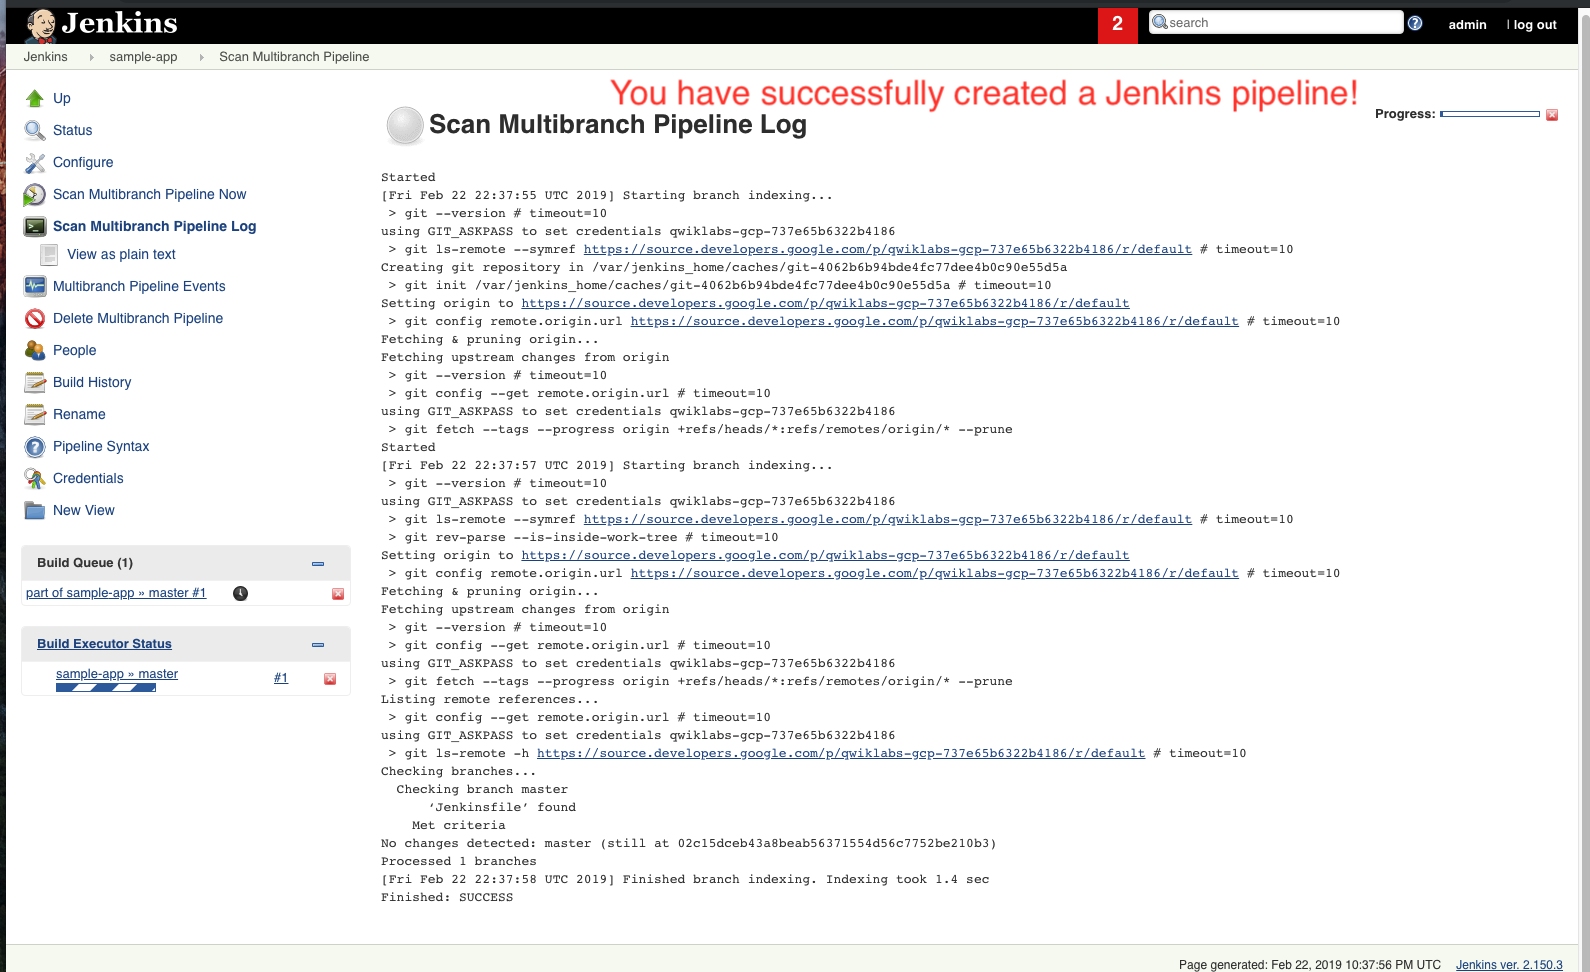 Jenkins
2
search
admin
| log out
Jenkins
sample-app
Scan Multibranch Pipeline
You have successfully created a Jenkins pipeline!
Up
Status
Configure
Scan Multibranch Pipeline Now
Scan Multibranch Pipeline Log
View as plain text
Multibranch Pipeline Events
Delete Multibranch Pipeline
People
Build History
Rename
Pipeline Syntax
Credentials
New View
Build Queue (1)
part of sample-app » master #1
Build Executor Status
sample-app » master
#1
Scan Multibranch Pipeline Log
Progress:
Started
[Fri Feb 22 22:37:55 UTC 2019] Starting branch indexing...
 > git --version # timeout=10
using GIT_ASKPASS to set credentials qwiklabs-gcp-737e65b6322b4186
 > git ls-remote --symref https://source.developers.google.com/p/qwiklabs-gcp-737e65b6322b4186/r/default # timeout=10
Creating git repository in /var/jenkins_home/caches/git-4062b6b94bde4fc77dee4b0c90e55d5a
 > git init /var/jenkins_home/caches/git-4062b6b94bde4fc77dee4b0c90e55d5a # timeout=10
Setting origin to https://source.developers.google.com/p/qwiklabs-gcp-737e65b6322b4186/r/default
 > git config remote.origin.url https://source.developers.google.com/p/qwiklabs-gcp-737e65b6322b4186/r/default # timeout=10
Fetching & pruning origin...
Fetching upstream changes from origin
 > git --version # timeout=10
 > git config --get remote.origin.url # timeout=10
using GIT_ASKPASS to set credentials qwiklabs-gcp-737e65b6322b4186
 > git fetch --tags --progress origin +refs/heads/*:refs/remotes/origin/* --prune
Started
[Fri Feb 22 22:37:57 UTC 2019] Starting branch indexing...
 > git --version # timeout=10
using GIT_ASKPASS to set credentials qwiklabs-gcp-737e65b6322b4186
 > git ls-remote --symref https://source.developers.google.com/p/qwiklabs-gcp-737e65b6322b4186/r/default # timeout=10
 > git rev-parse --is-inside-work-tree # timeout=10
Setting origin to https://source.developers.google.com/p/qwiklabs-gcp-737e65b6322b4186/r/default
 > git config remote.origin.url https://source.developers.google.com/p/qwiklabs-gcp-737e65b6322b4186/r/default # timeout=10
Fetching & pruning origin...
Fetching upstream changes from origin
 > git --version # timeout=10
 > git config --get remote.origin.url # timeout=10
using GIT_ASKPASS to set credentials qwiklabs-gcp-737e65b6322b4186
 > git fetch --tags --progress origin +refs/heads/*:refs/remotes/origin/* --prune
Listing remote references...
 > git config --get remote.origin.url # timeout=10
using GIT_ASKPASS to set credentials qwiklabs-gcp-737e65b6322b4186
 > git ls-remote -h https://source.developers.google.com/p/qwiklabs-gcp-737e65b6322b4186/r/default # timeout=10
Checking branches...
Checking branch master
‘Jenkinsfile’ found
Met criteria
No changes detected: master (still at 02c15dceb43a8beab56371554d56c7752be210b3)
Processed 1 branches
[Fri Feb 22 22:37:58 UTC 2019] Finished branch indexing. Indexing took 1.4 sec
Finished: SUCCESS
Page generated: Feb 22, 2019 10:37:56 PM UTC
Jenkins ver. 2.150.3